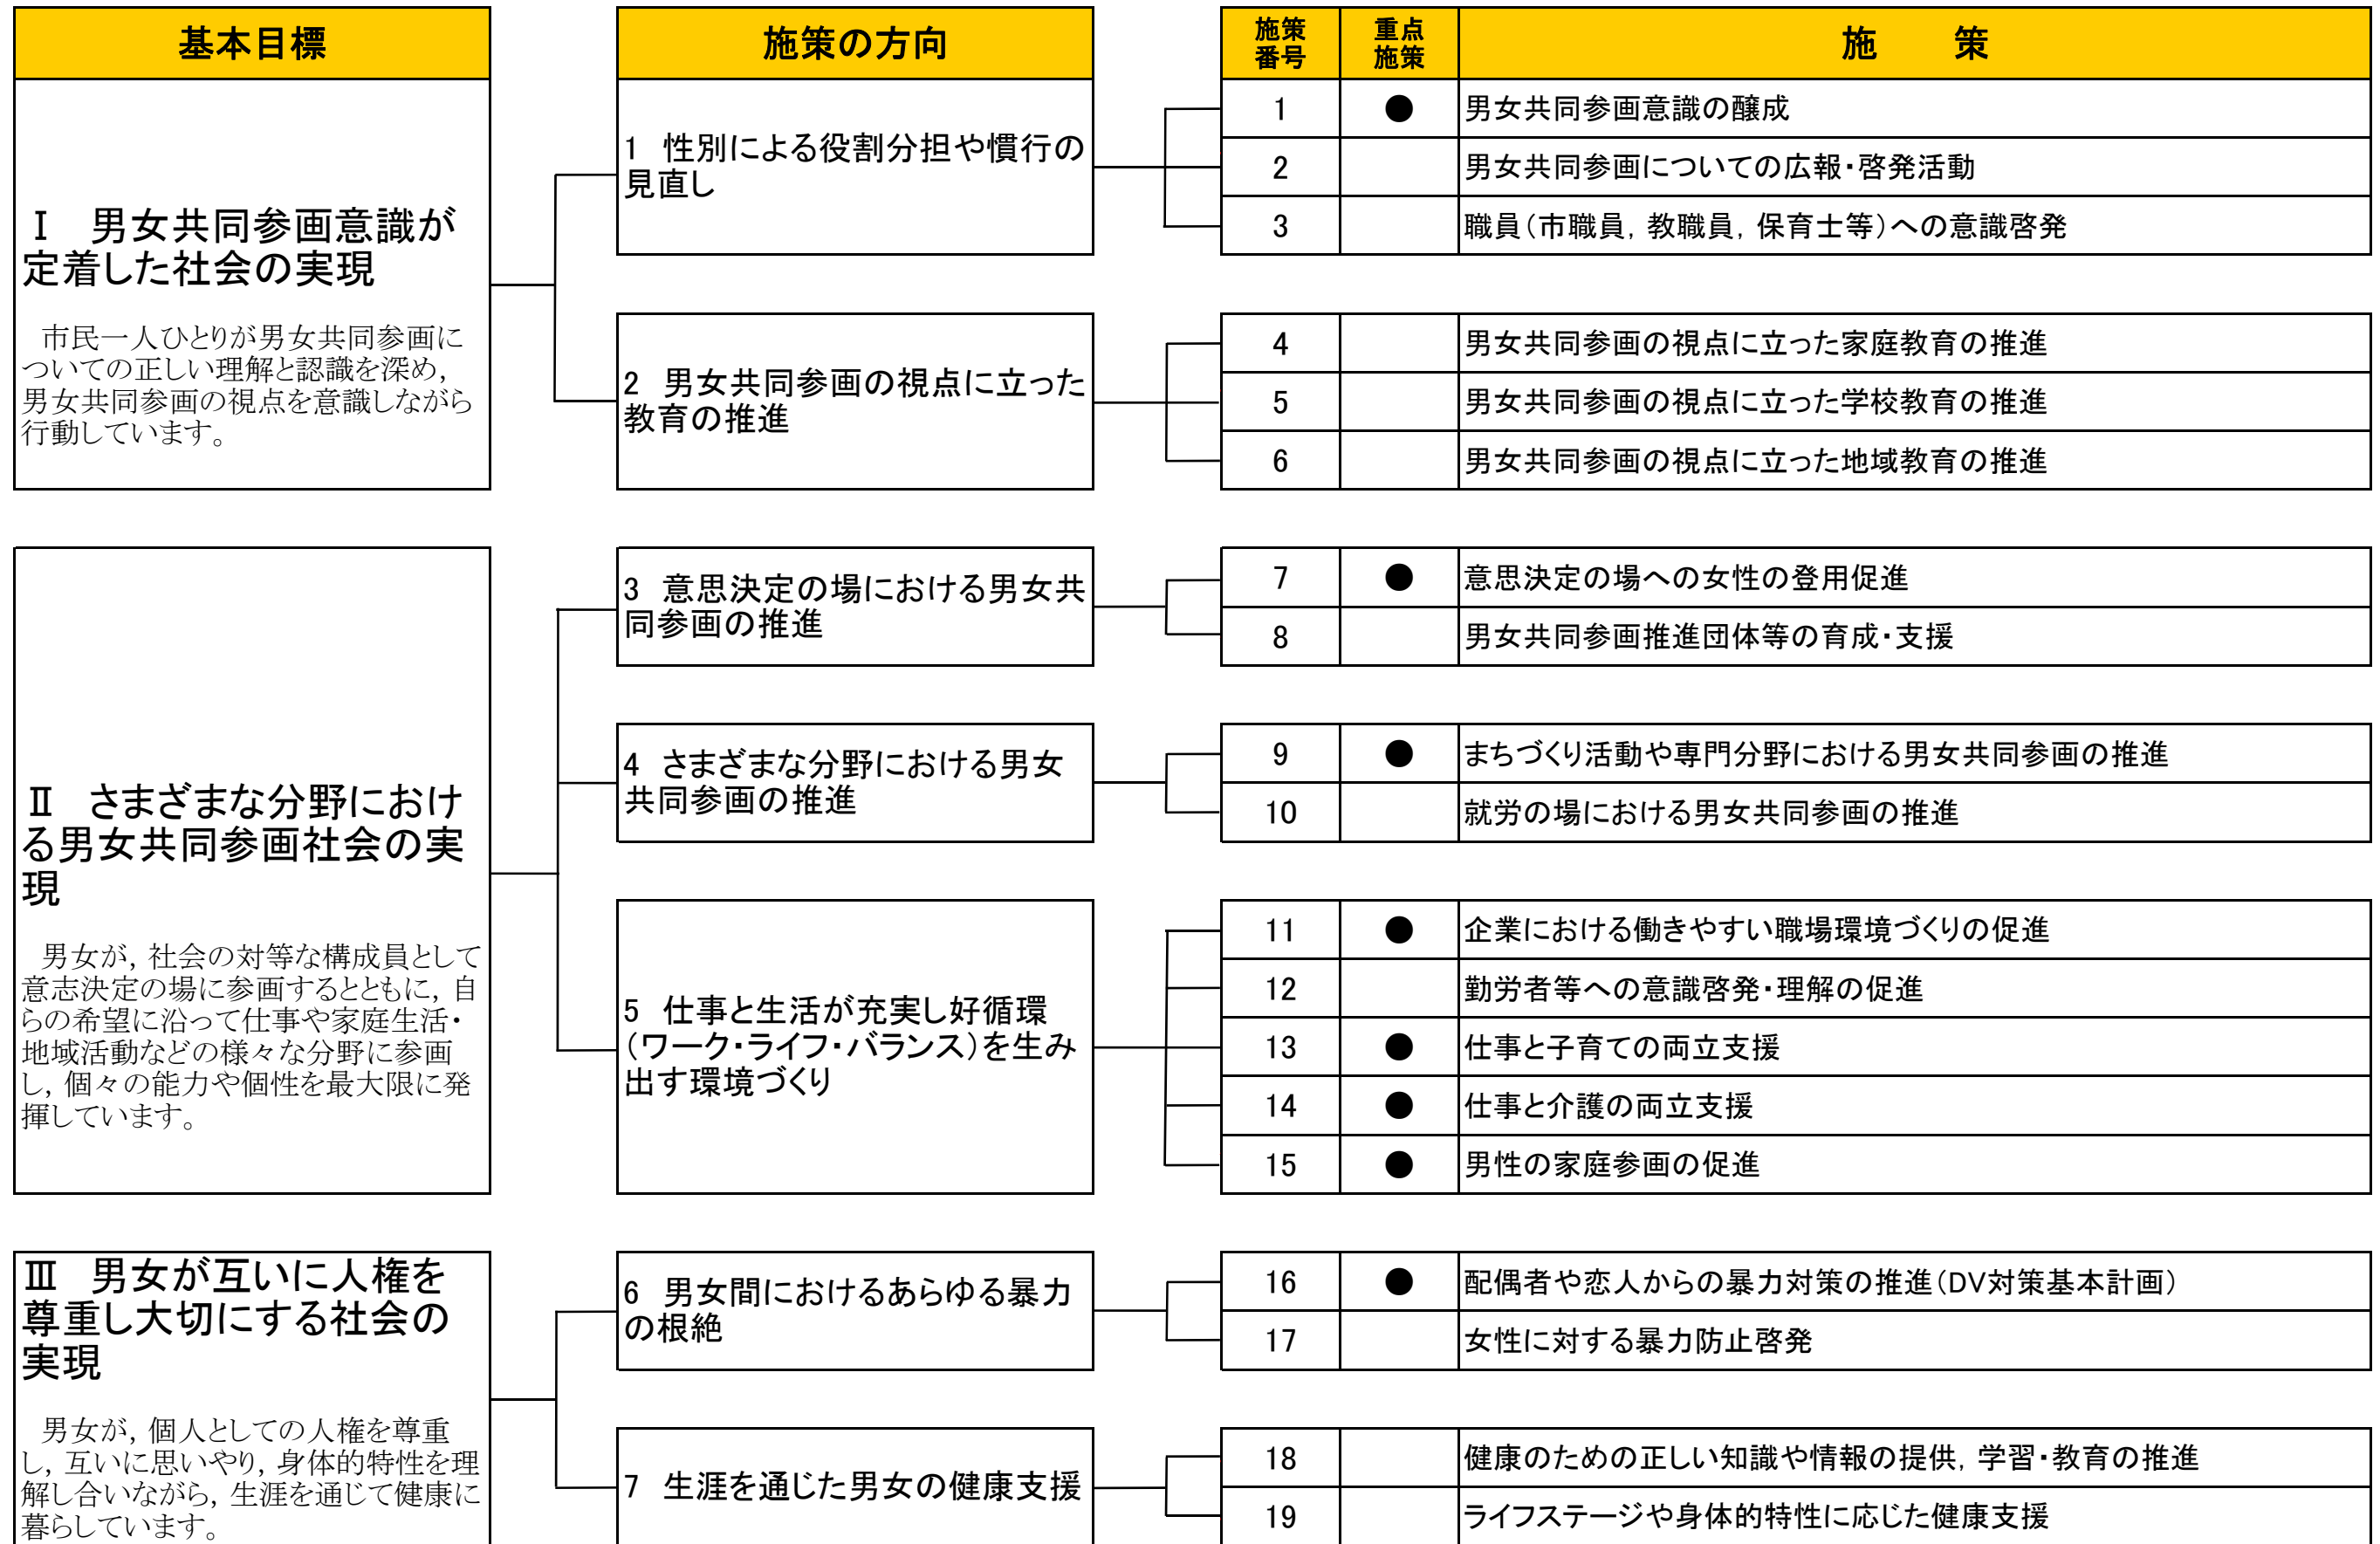 基本目標
施策の方向
施策
番号
重点
施策
施　　策
Ⅰ　男女共同参画意識が
定着した社会の実現
市民一人ひとりが男女共同参画に
ついての正しい理解と認識を深め，
男女共同参画の視点を意識しながら
行動しています。
1　性別による役割分担や慣行の
見直し
1 ● 男女共同参画意識の醸成
2 男女共同参画についての広報・啓発活動
3 職員（市職員，教職員，保育士等）への意識啓発
2　男女共同参画の視点に立った
教育の推進
4 男女共同参画の視点に立った家庭教育の推進
5 男女共同参画の視点に立った学校教育の推進
6 男女共同参画の視点に立った地域教育の推進
Ⅱ　さまざまな分野におけ
る男女共同参画社会の実
現
男女が，社会の対等な構成員として
意志決定の場に参画するとともに，自
らの希望に沿って仕事や家庭生活・
地域活動などの様々な分野に参画
し，個々の能力や個性を最大限に発
揮しています。
3　意思決定の場における男女共
同参画の推進
7 ● 意思決定の場への女性の登用促進
8 男女共同参画推進団体等の育成・支援
4　さまざまな分野における男女
共同参画の推進
9 ● まちづくり活動や専門分野における男女共同参画の推進
10 就労の場における男女共同参画の推進
5　仕事と生活が充実し好循環
（ワーク・ライフ・バランス）を生み
出す環境づくり
11 ● 企業における働きやすい職場環境づくりの促進
12 勤労者等への意識啓発・理解の促進
13 ● 仕事と子育ての両立支援
14 ● 仕事と介護の両立支援
15 ● 男性の家庭参画の促進
Ⅲ　男女が互いに人権を
尊重し大切にする社会の
実現
男女が，個人としての人権を尊重
し，互いに思いやり，身体的特性を理
解し合いながら，生涯を通じて健康に
暮らしています。
6　男女間におけるあらゆる暴力
の根絶
16 ● 配偶者や恋人からの暴力対策の推進（DV対策基本計画）
17 女性に対する暴力防止啓発
7　生涯を通じた男女の健康支援
18 健康のための正しい知識や情報の提供，学習・教育の推進
19 ライフステージや身体的特性に応じた健康支援